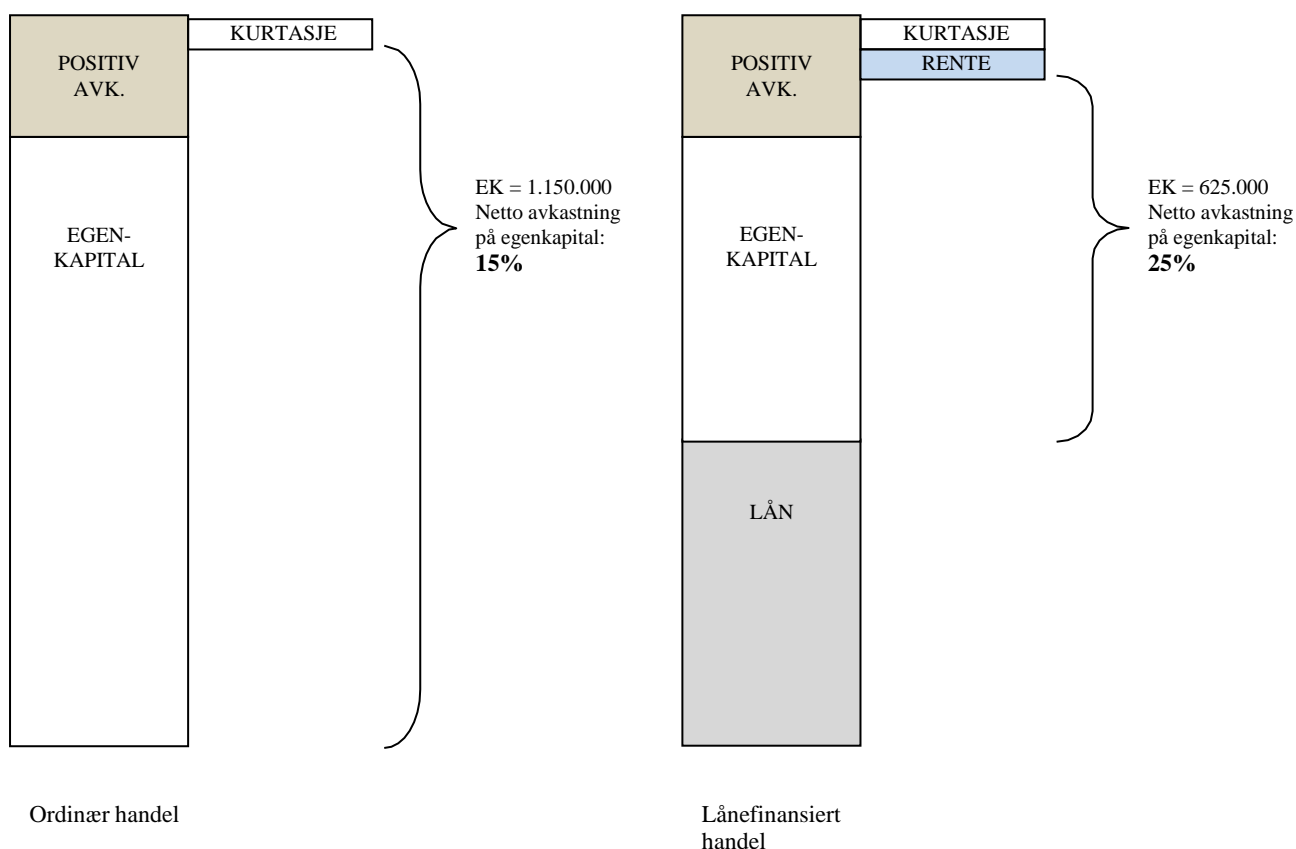 KURTASJE
POSITIV
AVK.
EGEN-
KAPITAL
EK = 1.150.000
Netto avkastning
på egenkapital:
15%
Ordinær handel
KURTASJE
RENTE
POSITIV
AVK.
EGEN-
KAPITAL
LÅN
EK = 625.000
Netto avkastning
på egenkapital:
25%
Lånefinansiert
handel